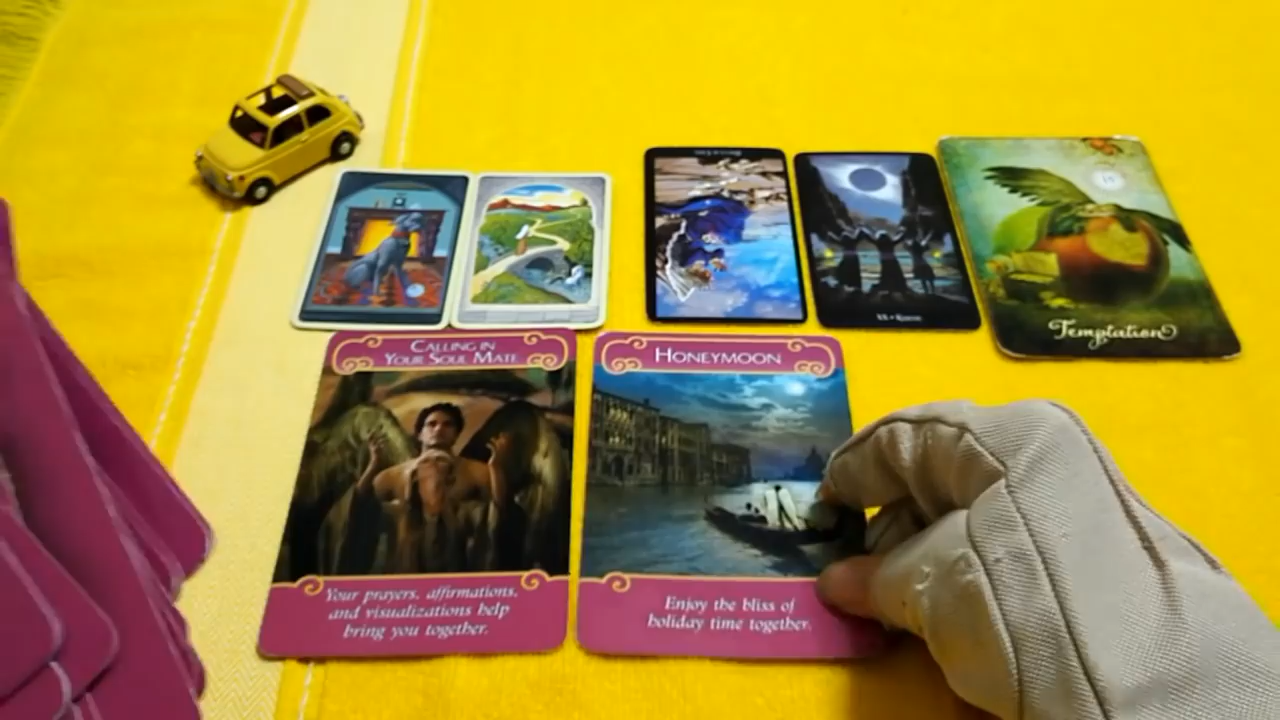 15
Temptation
CALLING IN
YOUR SOUL MATE
HONEYMOON
Your prayers, affirmations,
and visualizations help
bring you together.
Enjoy the bliss of
holiday time together.